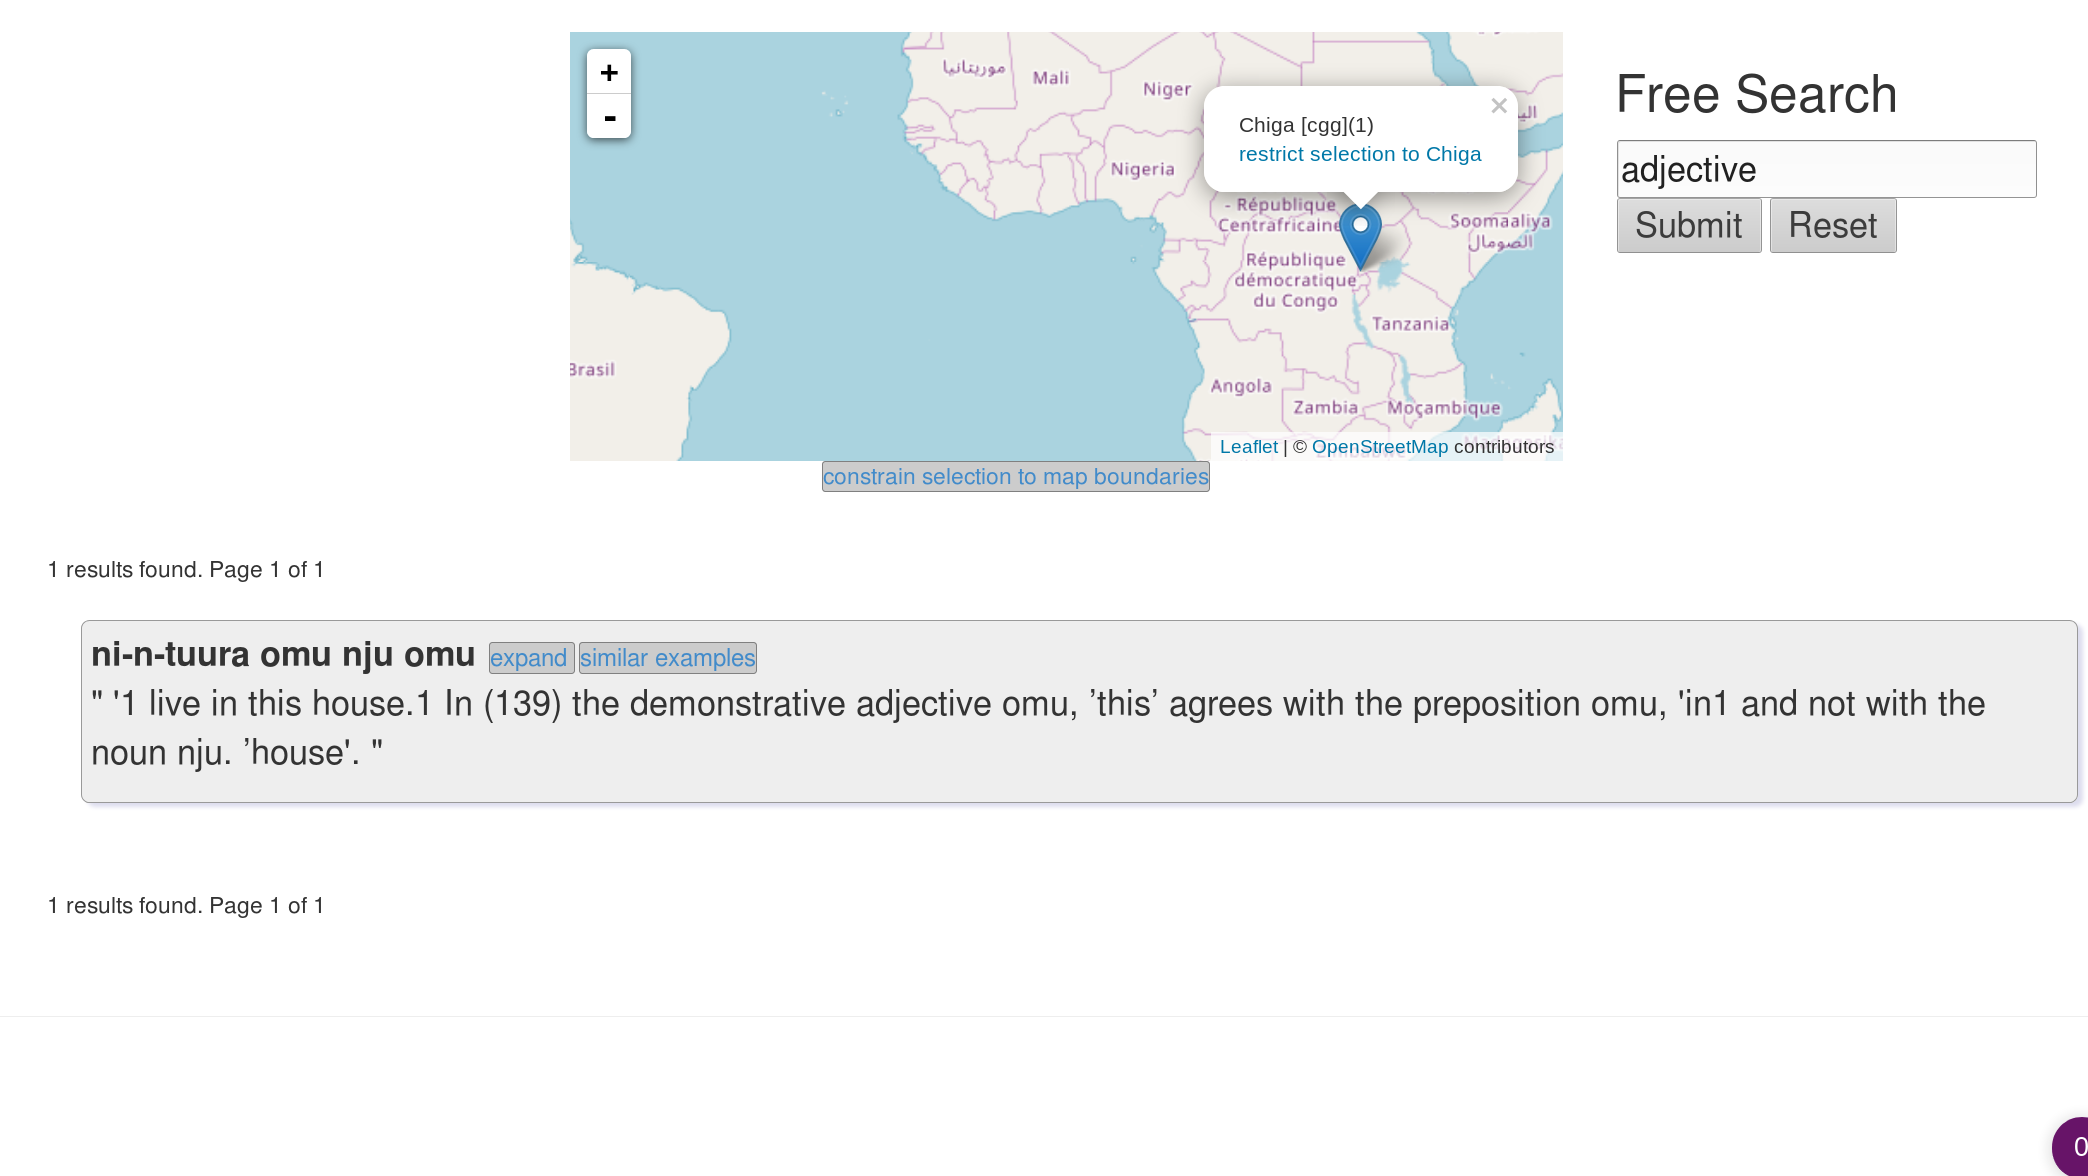 +
-
موريتانيا
Mali
Niger
Nigeria
Chiga [cgg](1)
restrict selection to Chiga
×
- République
Centrafricaine
Soomaaliya
الصومال
République
démocratique
du Congo
Tanzania
Brasil
Angola
Zambia
Moçambique
Leaflet | © OpenStreetMap contributors
Free Search
adjective
Submit Reset
constrain selection to map boundaries
1 results found. Page 1 of 1
ni-n-tuura omu nju omu expand similar examples
" '1 live in this house.1 In (139) the demonstrative adjective omu, ’this’ agrees with the preposition omu, 'in1 and not with the
noun nju. ’house'. "
1 results found. Page 1 of 1
0